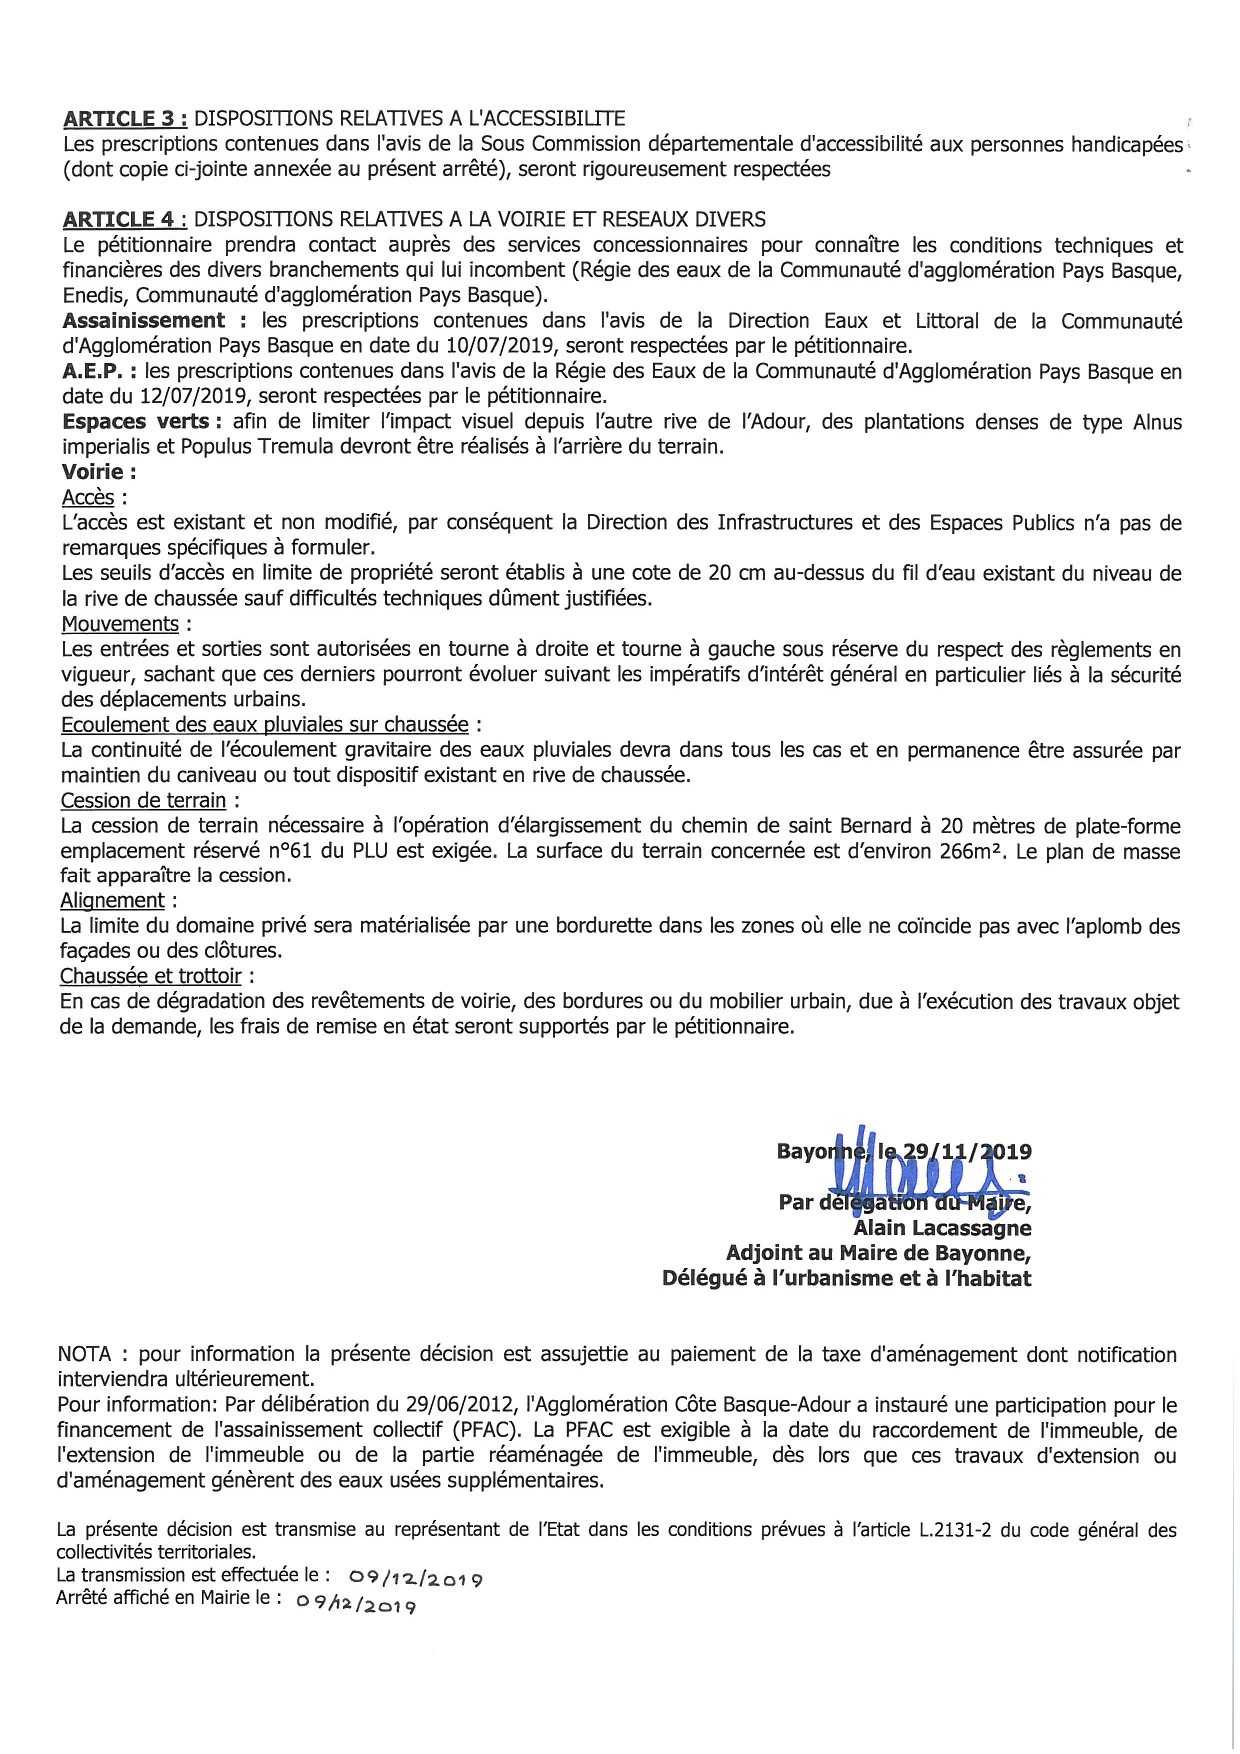 ARTICLE 3 : DISPOSITIONS RELATIVES A L'ACCESSIBILITE
Les prescriptions contenues dans l'avis de la Sous Commission départementale d'accessibilité aux personnes handicapées
(dont copie ci-jointe annexée au présent arrêté), seront rigoureusement respectées
ARTICLE 4 : DISPOSITIONS RELATIVES A LA VOIRIE ET RESEAUX DIVERS
Le pétitionnaire prendra contact auprès des services concessionnaires pour connaître les conditions techniques et
financières des divers branchements qui lui incombent (Régie des eaux de la Communauté d'agglomération Pays Basque,
Enedis, Communauté d'agglomération Pays Basque).
Assainissement : les prescriptions contenues dans l'avis de la Direction Eaux et Littoral de la Communauté
d'Agglomération Pays Basque en date du 10/07/2019, seront respectées par le pétitionnaire.
A.E.P. : les prescriptions contenues dans l'avis de la Régie des Eaux de la Communauté d'Agglomération Pays Basque en
date du 12/07/2019, seront respectées par le pétitionnaire.
Espaces verts : afin de limiter l’impact visuel depuis l’autre rive de l’Adour, des plantations denses de type Alnus
imperialis et Populus Tremula devront être réalisés à l’arrière du terrain.
Voirie :
Accès :
L’accès est existant et non modifié, par conséquent la Direction des Infrastructures et des Espaces Publics n’a pas de
remarques spécifiques à formuler.
Les seuils d’accès en limite de propriété seront établis à une cote de 20 cm au-dessus du fil d’eau existant du niveau de
la rive de chaussée sauf difficultés techniques dûment justifiées.
Mouvements :
Les entrées et sorties sont autorisées en tourne à droite et tourne à gauche sous réserve du respect des règlements en
vigueur, sachant que ces derniers pourront évoluer suivant les impératifs d’intérêt général en particulier liés à la sécurité
des déplacements urbains.
Ecoulement des eaux pluviales sur chaussée :
La continuité de l’écoulement gravitaire des eaux pluviales devra dans tous les cas et en permanence être assurée par
maintien du caniveau ou tout dispositif existant en rive de chaussée.
Cession de terrain :
La cession de terrain nécessaire à l’opération d’élargissement du chemin de saint Bernard à 20 mètres de plate-forme
emplacement réservé n°61 du PLU est exigée. La surface du terrain concernée est d’environ 266m². Le plan de masse
fait apparaître la cession.
Alignement :
La limite du domaine privé sera matérialisée par une bordurette dans les zones où elle ne coïncide pas avec l’aplomb des
façades ou des clôtures.
Chaussée et trottoir :
En cas de dégradation des revêtements de voirie, des bordures ou du mobilier urbain, due à l’exécution des travaux objet
de la demande, les frais de remise en état seront supportés par le pétitionnaire.
Bayonne, le 29/11/2019
Par délégation du Maire,
Alain Lacassagne
Adjoint au Maire de Bayonne,
Délégué à l’urbanisme et à l’habitat
NOTA : pour information la présente décision est assujettie au paiement de la taxe d'aménagement dont notification
interviendra ultérieurement.
Pour information: Par délibération du 29/06/2012, l'Agglomération Côte Basque-Adour a instauré une participation pour le
financement de l'assainissement collectif (PFAC). La PFAC est exigible à la date du raccordement de l'immeuble, de
l'extension de l'immeuble ou de la partie réaménagée de l'immeuble, dès lors que ces travaux d'extension ou
d'aménagement génèrent des eaux usées supplémentaires.
La présente décision est transmise au représentant de l’Etat dans les conditions prévues à l’article L.2131-2 du code général des
collectivités territoriales.
La transmission est effectuée le : 09/12/2019
Arrêté affiché en Mairie le : 09/12/2019